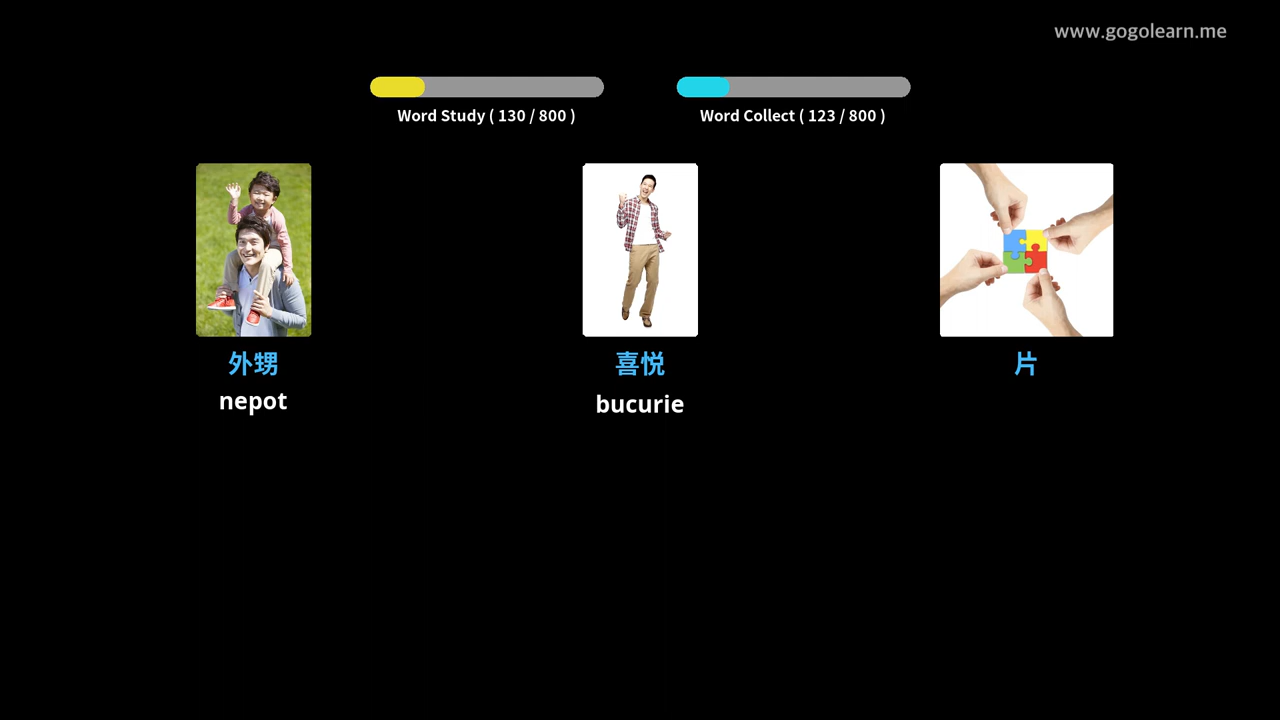 www.gogolearn.me
Word Study ( 130 / 800 )
Word Collect ( 123 / 800 )
外甥
喜悦
片
nepot
bucurie